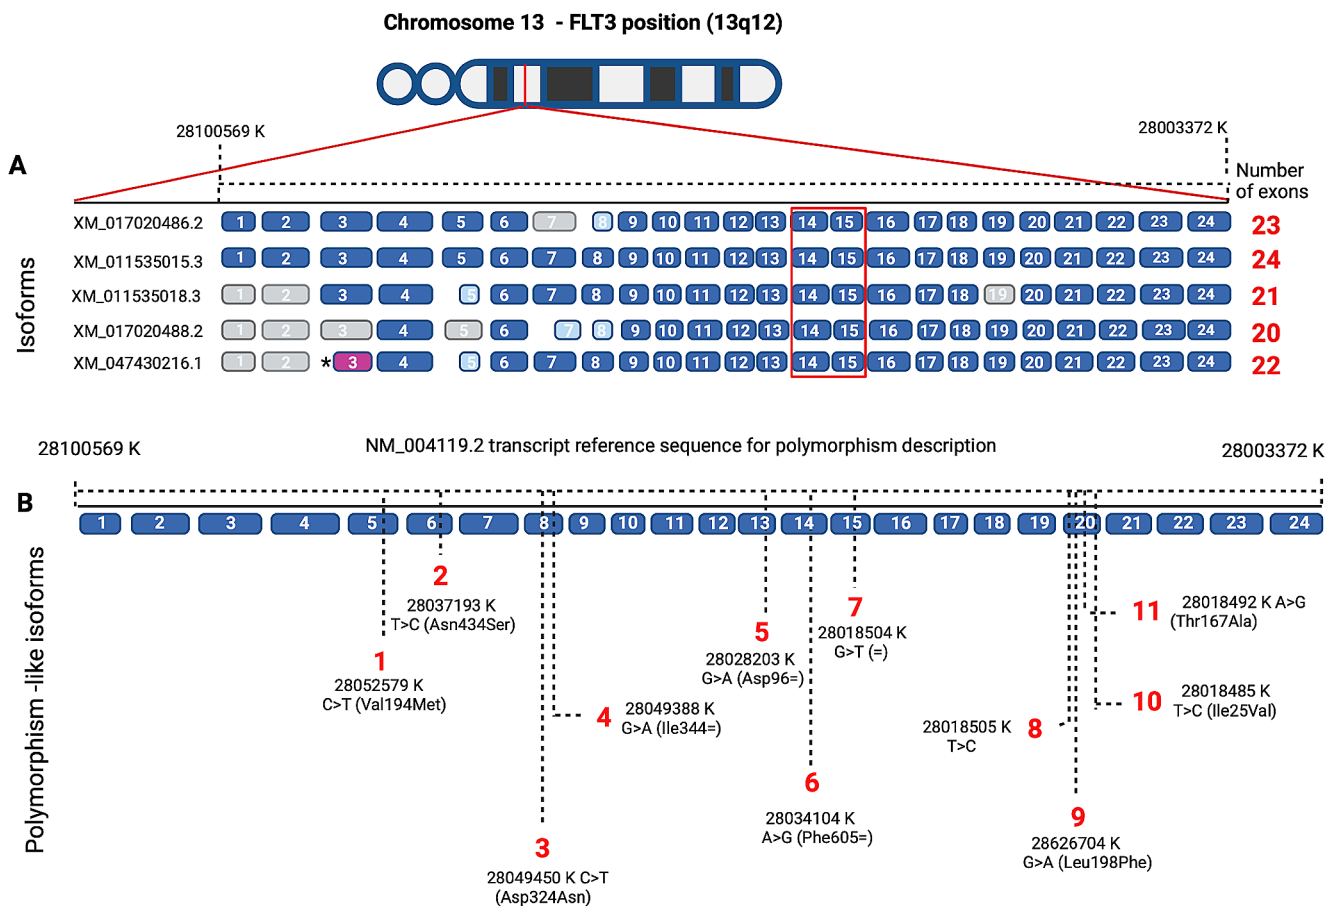 Chromosome 13 - FLT3 position (13q12)
28100569 K
28003372 K
A
Number
of exons
Isoforms
XM_017020486.2 1 2 3 4 5 6 7 8 9 10 11 12 13 14 15 16 17 18 19 20 21 22 23 24 23
XM_011535015.3 1 2 3 4 5 6 7 8 9 10 11 12 13 14 15 16 17 18 19 20 21 22 23 24 24
XM_011535018.3 1 2 3 4 5 6 7 8 9 10 11 12 13 14 15 16 17 18 19 20 21 22 23 24 21
XM_017020488.2 1 2 3 4 5 6 7 8 9 10 11 12 13 14 15 16 17 18 19 20 21 22 23 24 20
XM_047430216.1 1 2 * 3 4 5 6 7 8 9 10 11 12 13 14 15 16 17 18 19 20 21 22 23 24 22
28100569 K
NM_004119.2 transcript reference sequence for polymorphism description
28003372 K
B
Polymorphism -like isoforms
1 2 3 4 5 6 7 8 9 10 11 12 13 14 15 16 17 18 19 20 21 22 23 24
1
28052579 K
C>T (Val194Met)
2
28037193 K
T>C (Asn434Ser)
3
28049450 K C>T
(Asp324Asn)
4
28049388 K
G>A (Ile344=)
5
28028203 K
G>A (Asp96=)
6
28034104 K
A>G (Phe605=)
7
28018504 K
G>T (=)
8
28018505 K
T>C
9
28626704 K
G>A (Leu198Phe)
10
28018485 K
T>C (Ile25Val)
11
28018492 K A>G
(Thr167Ala)